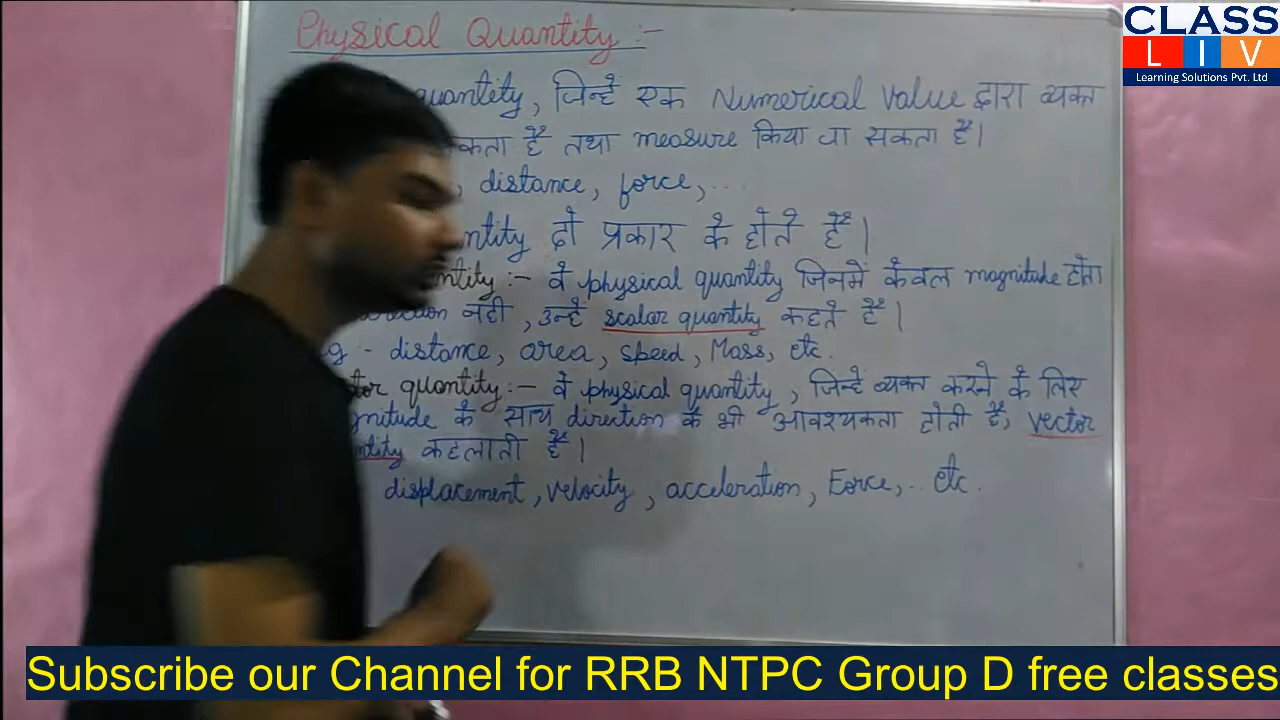 Physical Quantity :-
quantity, जिन्हें एक Numerical Value द्वारा व्यक्त
कता है तथा measure किया जा सकता है।
, distance, force, ...
ntity दो प्रकार के होते हैं।
ntity :- वे physical quantity जिनमें केवल magnitude होता
ction नही, उन्हें scalar quantity कहते हैं।
g - distance, area, speed, Mass, etc.
tor quantity :- वे physical quantity, जिन्हे व्यक्त करने के लिए
gnitude के साथ direction के भी आवश्यकता होती है, vector
ntity कहलाती हैं।
displacement, velocity, acceleration, Force, .. etc.
CLASS
LIV
Learning Solutions Pvt. Ltd
Subscribe our Channel for RRB NTPC Group D free classes